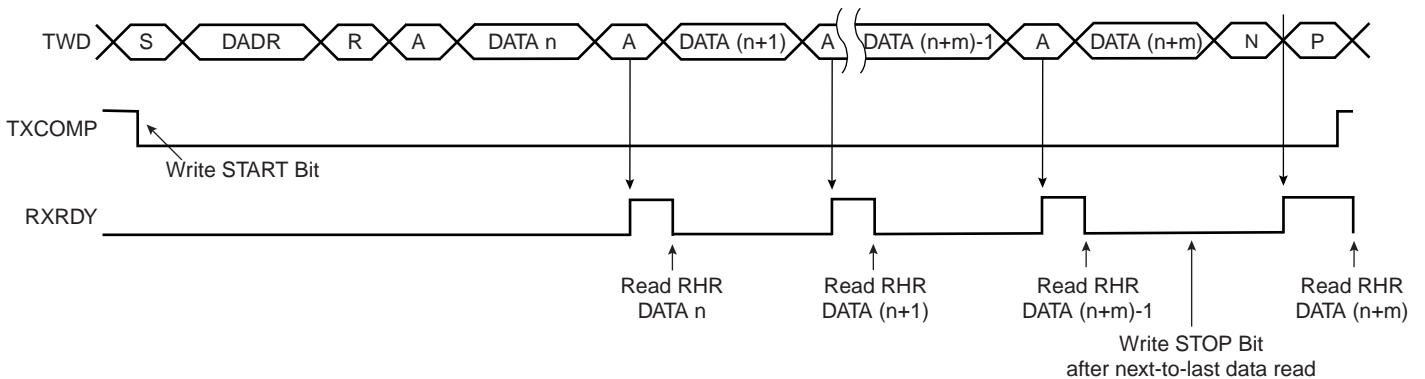 TWD S DADR R A DATA n A DATA (n+1) A DATA (n+m)-1 A DATA (n+m) N P
TXCOMP
Write START Bit
RXRDY
Read RHR
DATA n
Read RHR
DATA (n+1)
Read RHR
DATA (n+m)-1
Read RHR
DATA (n+m)
Write STOP Bit
after next-to-last data read